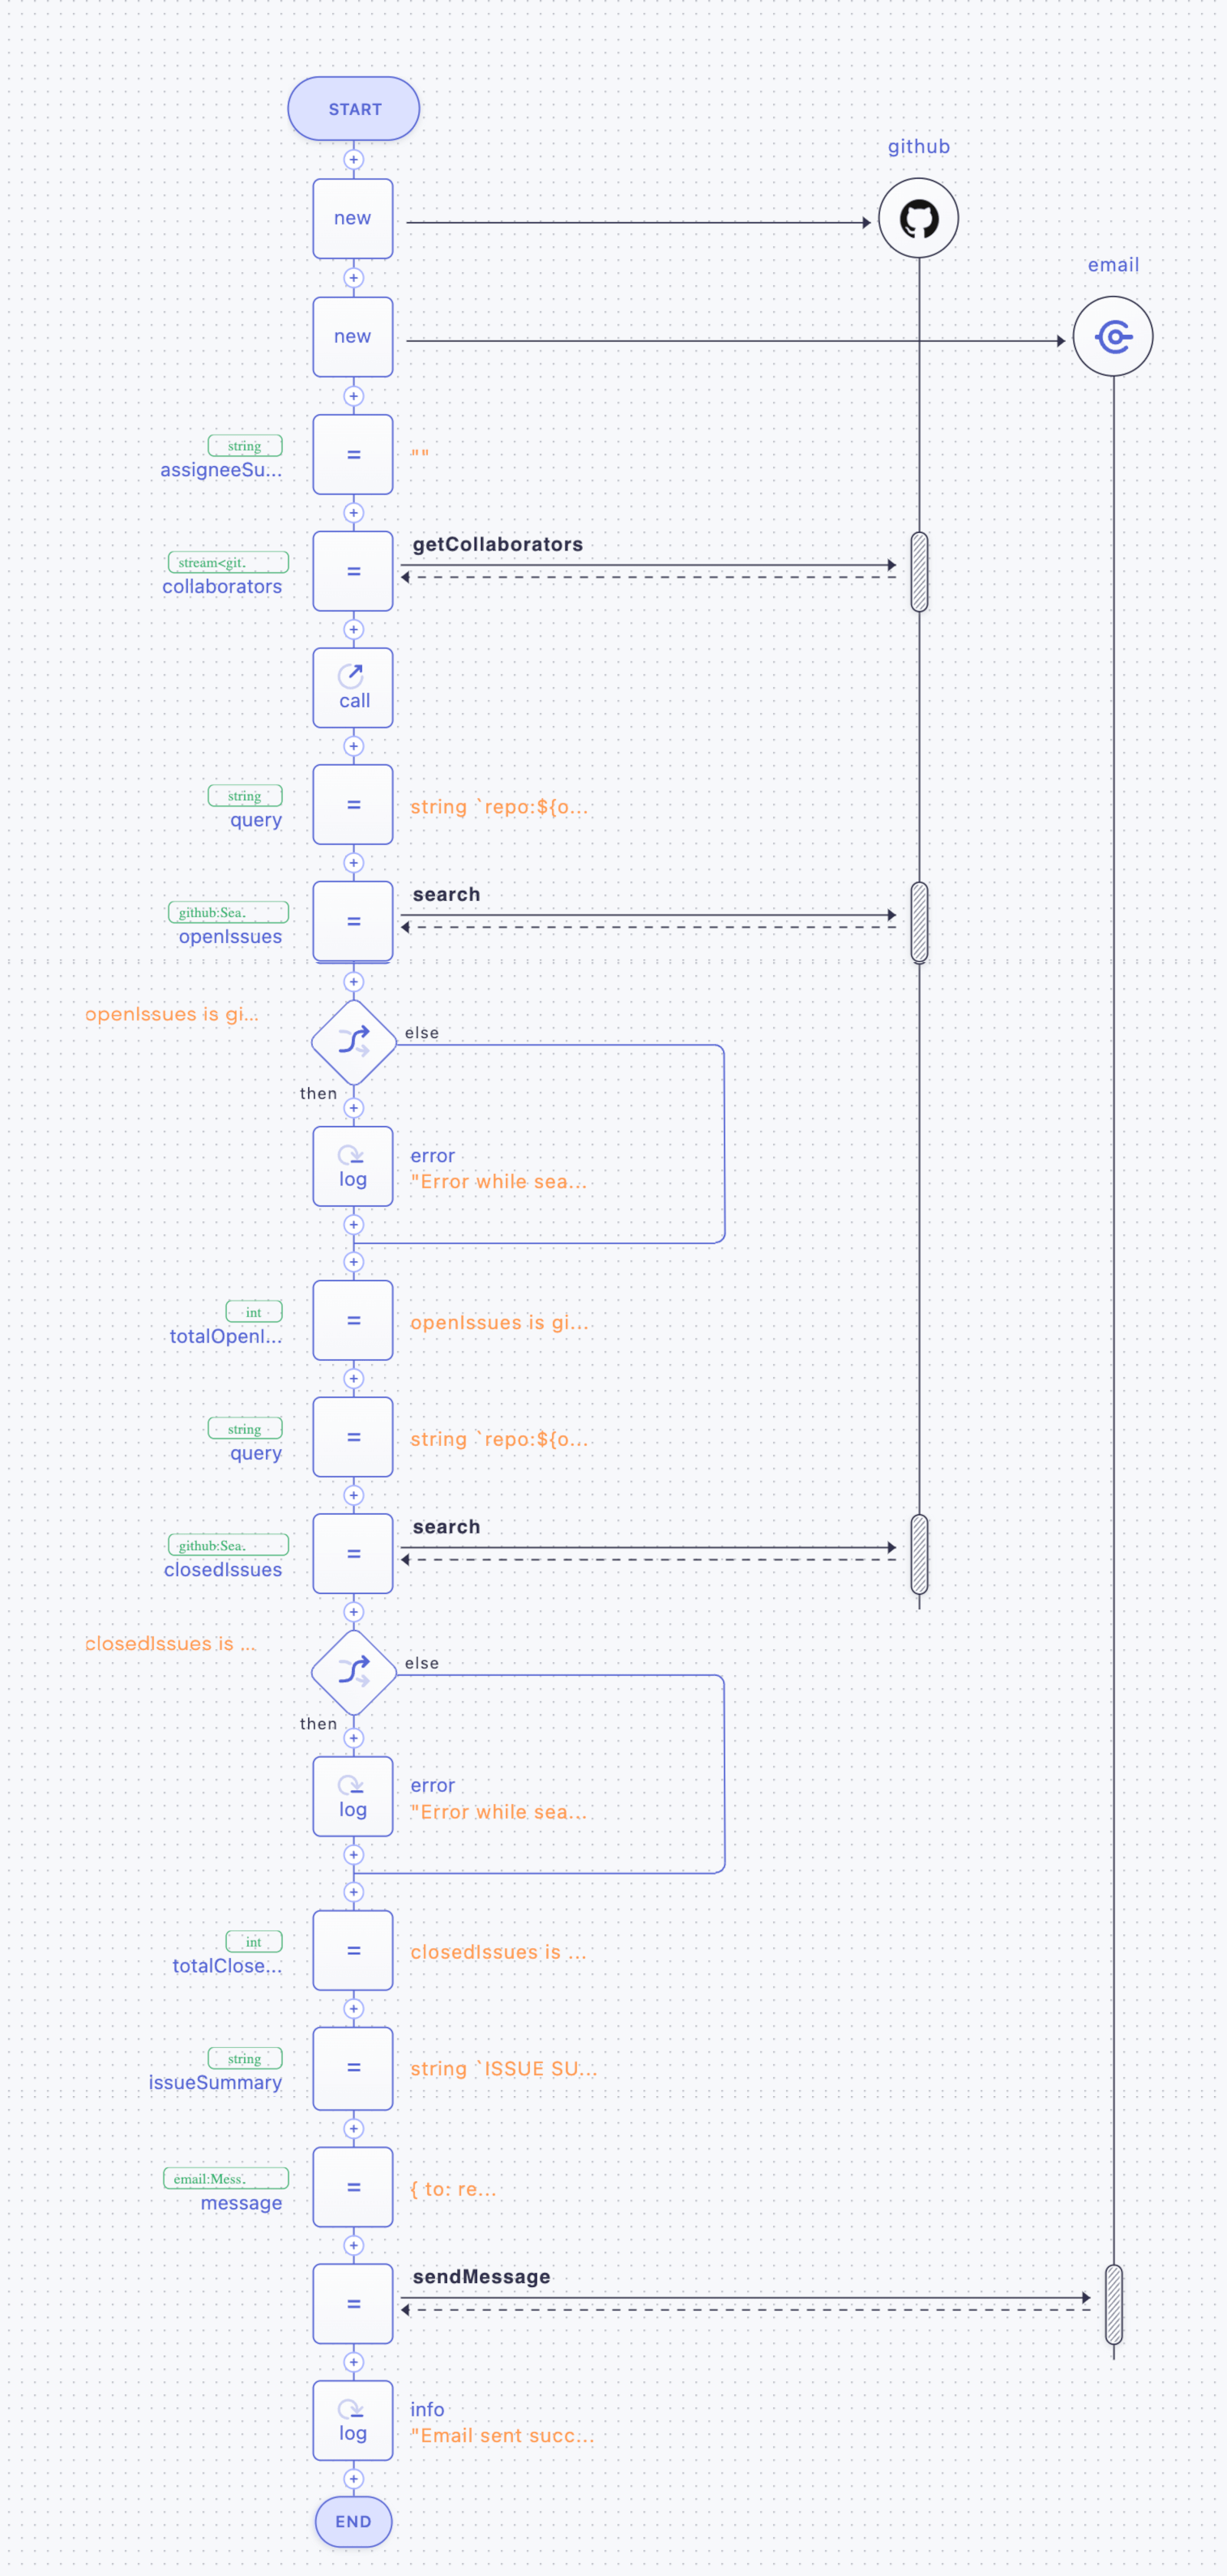 START
github
new
email
new
string
assigneeSu...
=
""
getCollaborators
stream<git.
collaborators
=
call
string
query
=
string `repo:${o...
search
github:Sea.
openIssues
=
openIssues is gi...
else
then
log
error
"Error while sea...
int
totalOpenI...
=
openIssues is gi...
string
query
=
string `repo:${o...
search
github:Sea.
closedIssues
=
closedIssues is ...
else
then
log
error
"Error while sea...
int
totalClose...
=
closedIssues is ...
string
issueSummary
=
string `ISSUE SU...
email:Mess.
message
=
{ to: re...
sendMessage
=
log
info
"Email sent succ...
END